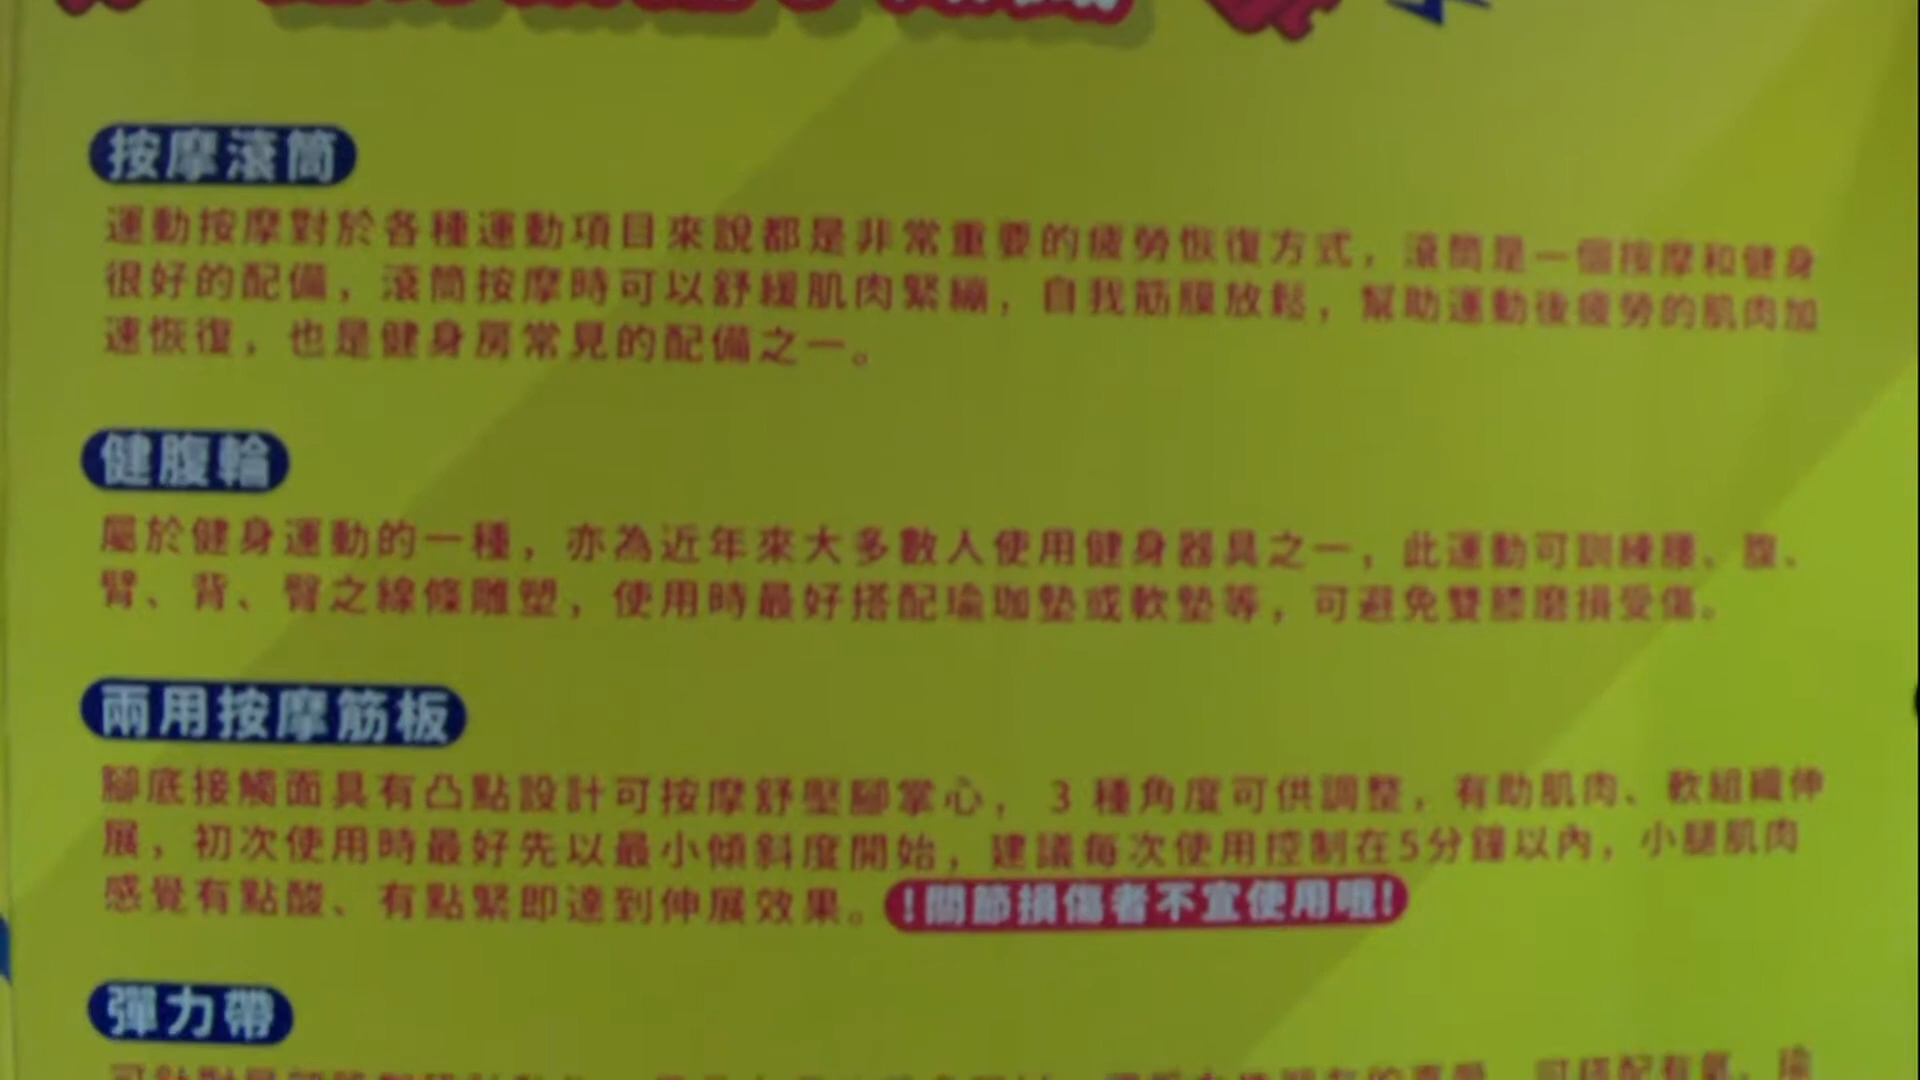 按摩滾筒
運動按摩對於各種運動項目來說都是非常重要的疲勞恢復方式，滾筒是一個按摩和健身
很好的配備，滾筒按摩時可以舒緩肌肉緊繃，自我筋膜放鬆，幫助運動後疲勞的肌肉加
速恢復，也是健身房常見的配備之一。
健腹輪
屬於健身運動的一種，亦為近年來大多數人使用健身器具之一，此運動可訓練腰、腹、
臂、背、臀之線條雕塑，使用時最好搭配瑜珈墊或軟墊等，可避免雙膝磨損受傷。
兩用按摩筋板
腳底接觸面具有凸點設計可按摩舒壓腳掌心，3 種角度可供調整，有助肌肉、軟組織伸
展，初次使用時最好先以最小傾斜度開始，建議每次使用控制在5分鐘以內，小腿肌肉
感覺有點酸、有點緊即達到伸展效果。!關節損傷者不宜使用哦!
彈力帶